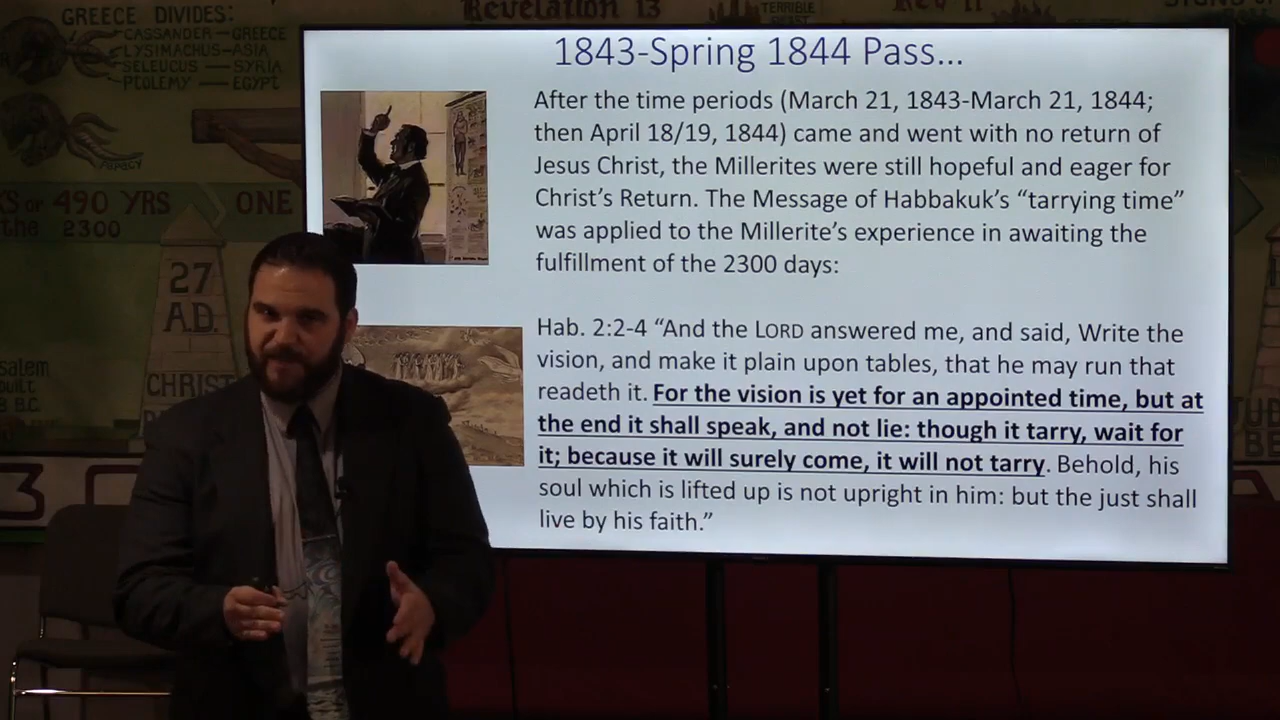 Revelation 13
Rev 11
TERRIBLE
BEAST
GREECE DIVIDES:
CASSANDER — GREECE
LYSIMACHUS — ASIA
SELEUCUS — SYRIA
PTOLEMY — EGYPT
PAPACY
490 YRS
ONE
the 2300
27
A.D.
CHRIST
B.C.
3
1843-Spring 1844 Pass...
After the time periods (March 21, 1843-March 21, 1844;
then April 18/19, 1844) came and went with no return of
Jesus Christ, the Millerites were still hopeful and eager for
Christ’s Return. The Message of Habbakuk’s “tarrying time”
was applied to the Millerite’s experience in awaiting the
fulfillment of the 2300 days:
Hab. 2:2-4 “And the LORD answered me, and said, Write the
vision, and make it plain upon tables, that he may run that
readeth it. For the vision is yet for an appointed time, but at
the end it shall speak, and not lie: though it tarry, wait for
it; because it will surely come, it will not tarry. Behold, his
soul which is lifted up is not upright in him: but the just shall
live by his faith.”